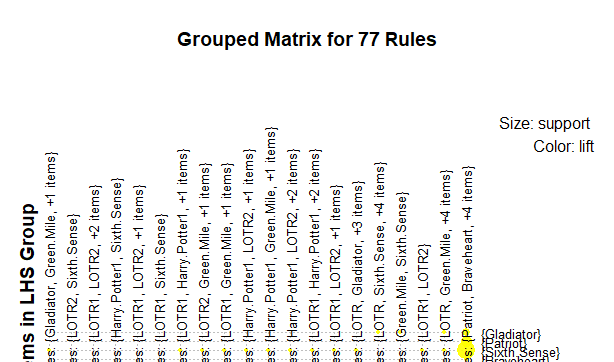 Grouped Matrix for 77 Rules
Size: support
Color: lift
ms in LHS Group
es: {Gladiator, Green.Mile, +1 items}
es: {LOTR2, Sixth.Sense}
es: {LOTR1, LOTR2, +2 items}
es: {Harry.Potter1, Sixth.Sense}
es: {LOTR1, LOTR2, +1 items}
es: {LOTR1, Sixth.Sense}
es: {LOTR1, Harry.Potter1, +1 items}
es: {LOTR2, Green.Mile, +1 items}
es: {LOTR1, Green.Mile, +1 items}
es: {Harry.Potter1, LOTR2, +1 items}
es: {Harry.Potter1, Green.Mile, +1 items}
es: {Harry.Potter1, LOTR2, +2 items}
es: {LOTR1, Harry.Potter1, +2 items}
es: {LOTR1, LOTR2, +1 items}
es: {LOTR, Gladiator, +3 items}
es: {LOTR, Sixth.Sense, +4 items}
es: {Green.Mile, Sixth.Sense}
es: {LOTR1, LOTR2}
es: {LOTR, Green.Mile, +4 items}
es: {Patriot, Braveheart, +4 items}
{Gladiator}
{Patriot}
{Sixth.Sense}